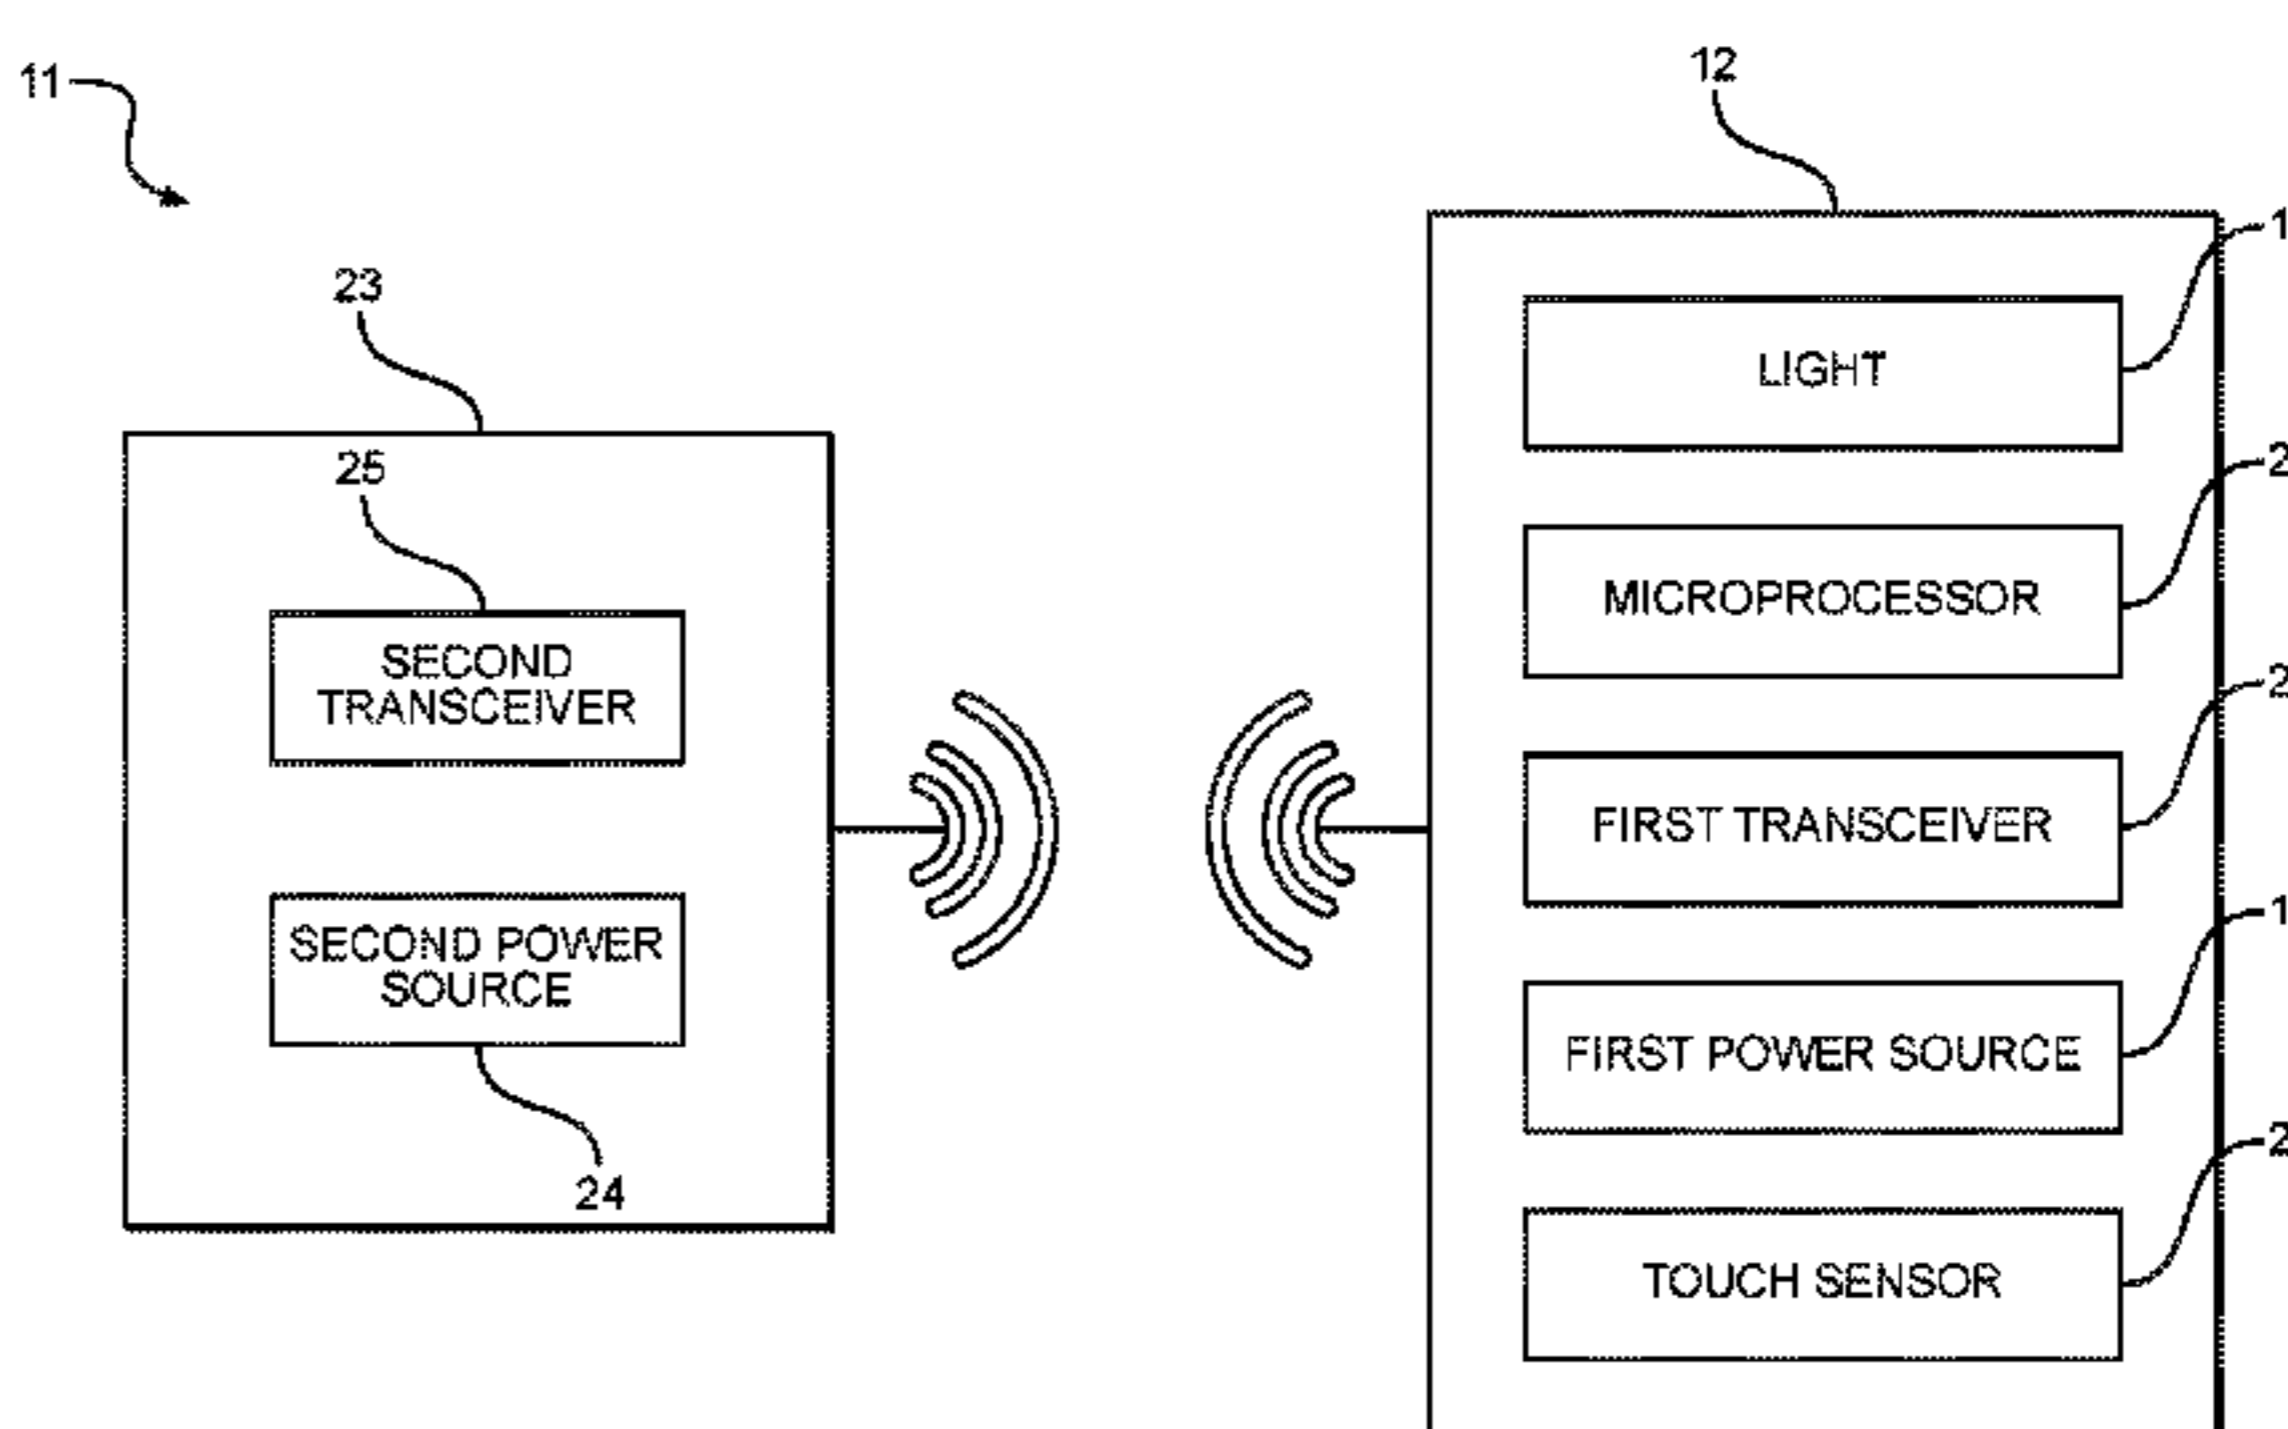 11
12
23
25
SECOND
TRANSCEIVER
SECOND POWER
SOURCE
24
LIGHT
MICROPROCESSOR
FIRST TRANSCEIVER
FIRST POWER SOURCE
TOUCH SENSOR